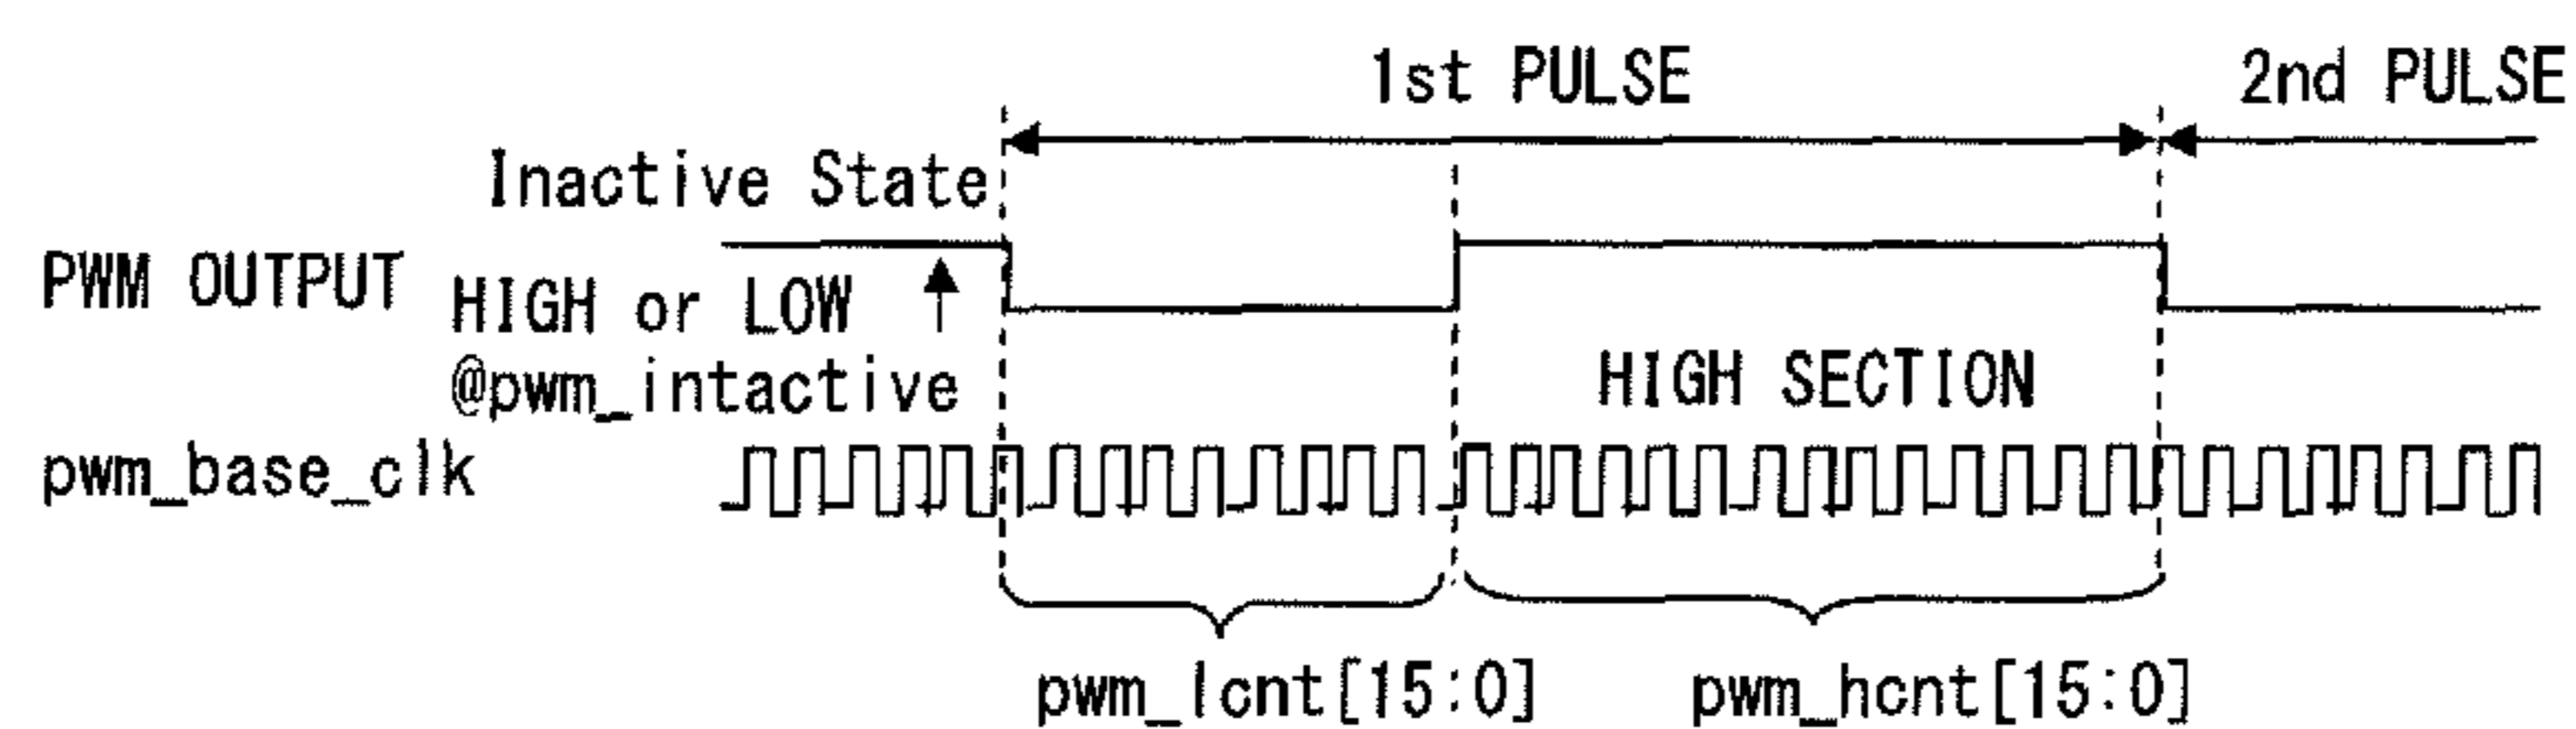 1st PULSE
2nd PULSE
Inactive State
PWM OUTPUT
HIGH or LOW
@pwm_intactive
HIGH SECTION
pwm_base_clk
pwm_lcnt[15:0]
pwm_hcnt[15:0]